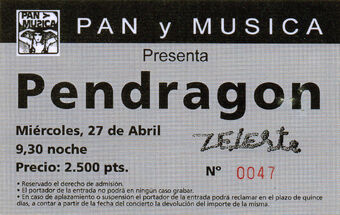 PAN Y
MUSICA
PAN y MUSICA
Presenta
Pendragon
Miércoles, 27 de Abril
9,30 noche
Precio: 2.500 pts.
Zeleste
Nº 0047
• Reservado el derecho de admisión.
• El portador de la entrada no podrá en ningún caso grabar.
• En caso de aplazamiento o suspensión el portador de la entrada podrá reclamar en el plazo de quince
días, a contar a partir de la fecha del concierto la devolución del importe de la misma.